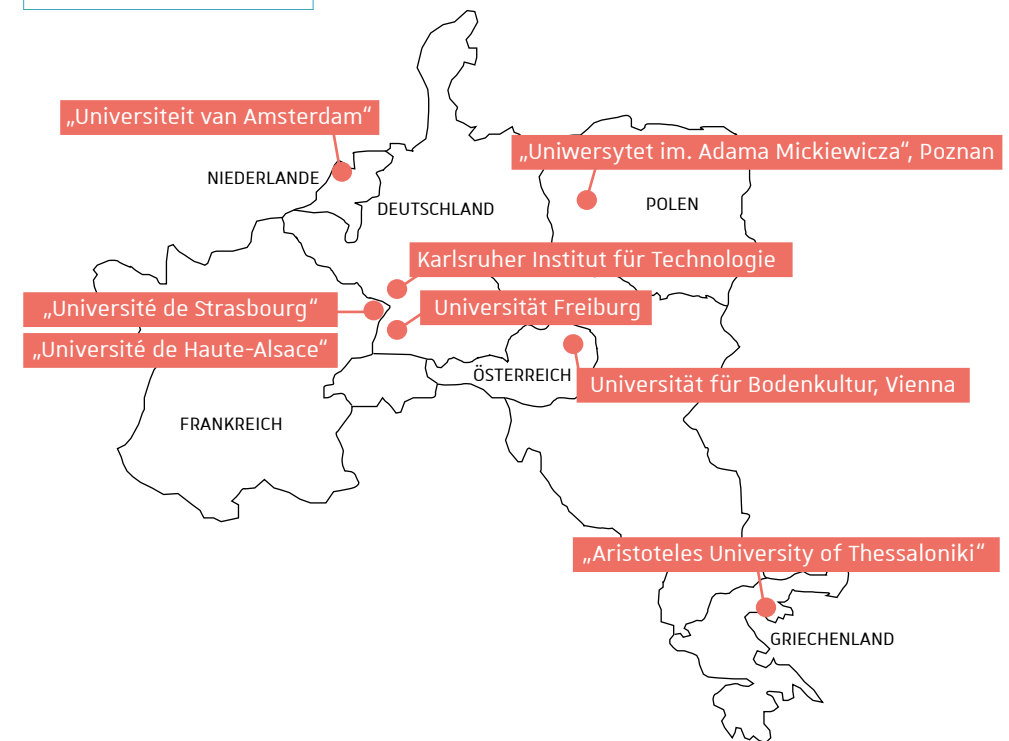 „Universiteit van Amsterdam“
„Uniwersytet im. Adama Mickiewicza“, Poznan
NIEDERLANDE
DEUTSCHLAND
POLEN
Karlsruher Institut für Technologie
„Université de Strasbourg“
Universität Freiburg
„Université de Haute-Alsace“
ÖSTERREICH
Universität für Bodenkultur, Vienna
FRANKREICH
„Aristoteles University of Thessaloniki“
GRIECHENLAND